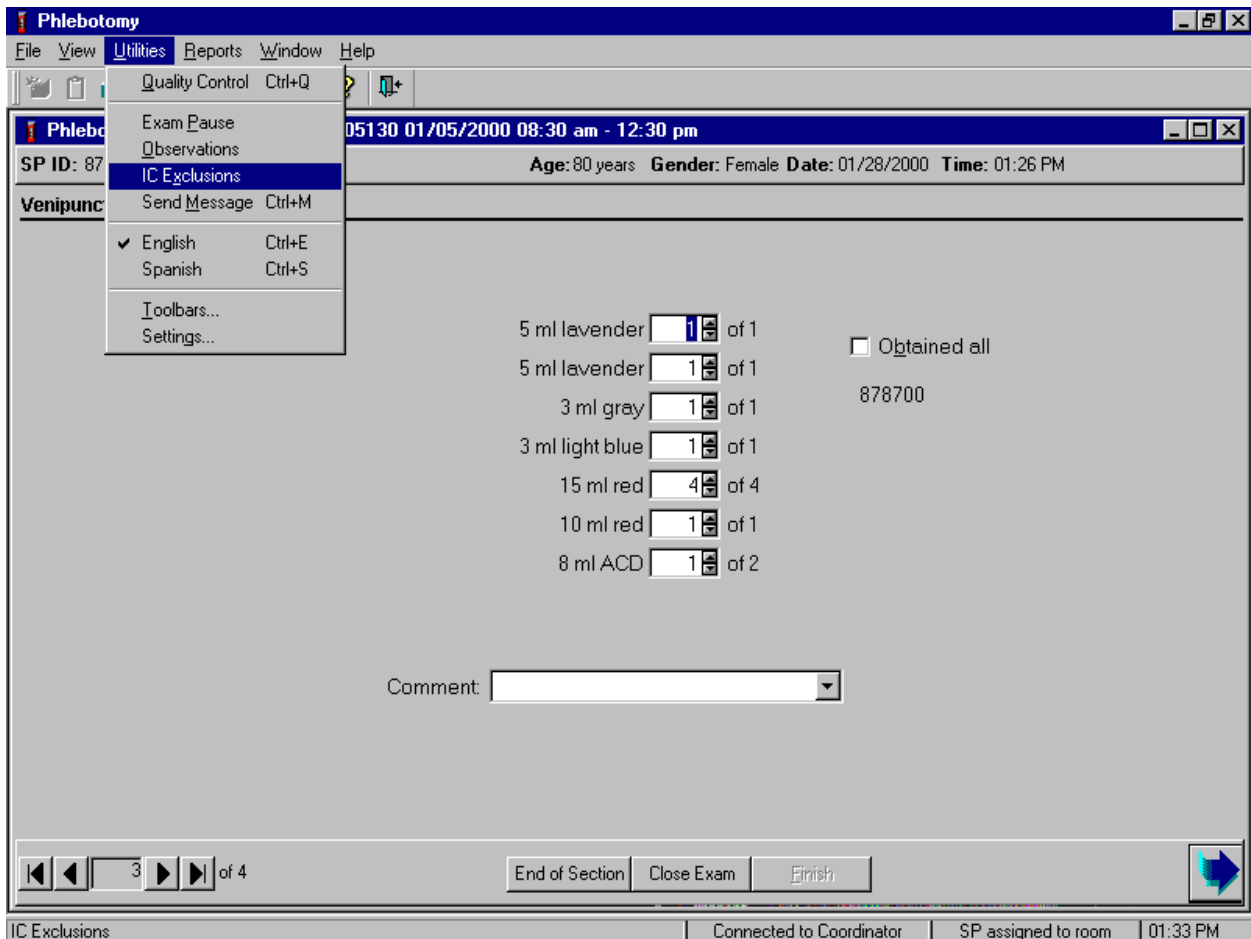 Phlebotomy
File View Utilities Reports Window Help
Quality Control Ctrl+Q
Exam Pause
Observations
IC Exclusions
Send Message Ctrl+M
English Ctrl+E
Spanish Ctrl+S
Toolbars...
Settings...
05130 01/05/2000 08:30 am - 12:30 pm
SP ID: 87 Age: 80 years Gender: Female Date: 01/28/2000 Time: 01:26 PM
5 ml lavender 1 of 1
5 ml lavender 1 of 1
3 ml gray 1 of 1
3 ml light blue 1 of 1
15 ml red 4 of 4
10 ml red 1 of 1
8 ml ACD 1 of 2
Obtained all
878700
Comment:
3 of 4
End of Section Close Exam Finish
IC Exclusions Connected to Coordinator SP assigned to room 01:33 PM